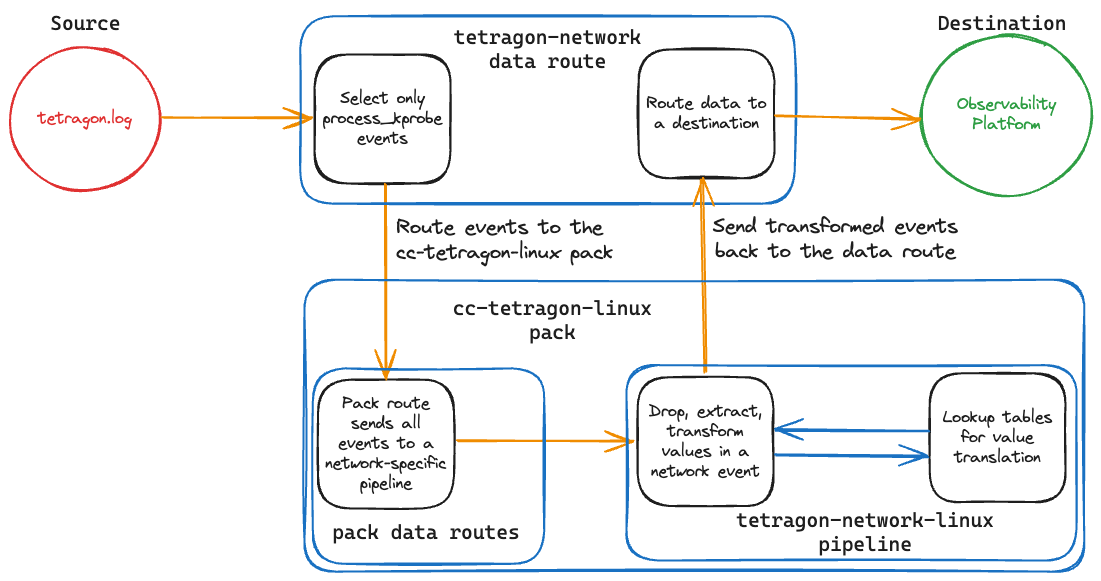 Source
tetragon.log
tetragon-network
data route
Select only
process_kprobe
events
Route data to
a destination
Destination
Observability
Platform
Route events to the
cc-tetragon-linux pack
Send transformed events
back to the data route
cc-tetragon-linux
pack
Pack route
sends all
events to a
network-specific
pipeline
pack data routes
Drop, extract,
transform
values in a
network event
Lookup tables
for value
translation
tetragon-network-linux
pipeline